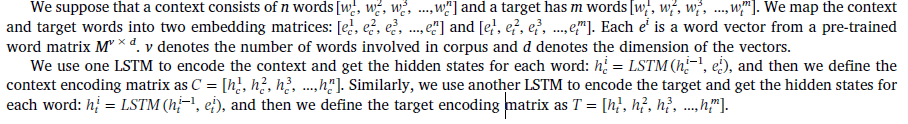 We suppose a context consists of n words [w_c^1, w_c^2, w_c^3, ...,w_c^n] and a target has m words [w_t^1, w_t^2, w_t^3, ...,w_t^m]. We map the context
and target words into two embedding matrices: [e_c^1, e_c^2, e_c^3, ...,e_c^n] and [e_t^1, e_t^2, e_t^3, ...,e_t^m]. Each e^i is a word vector from a pre-trained
word matrix M^{v × d}. v denotes the number of words involved in corpus and d denotes the dimension of the vectors.
We use one LSTM to encode the context and get the hidden states for each word: h_c^i = LSTM(h_c^{i−1}, e_c^i), and then we define the
context encoding matrix as C = [h_c^1, h_c^2, h_c^3, ...,h_c^n]. Similarly, we use another LSTM to encode the target and get the hidden states for
each word: h_t^i = LSTM(h_t^{i−1}, e_t^i), and then we define the target encoding matrix as T = [h_t^1, h_t^2, h_t^3, ...,h_t^m].